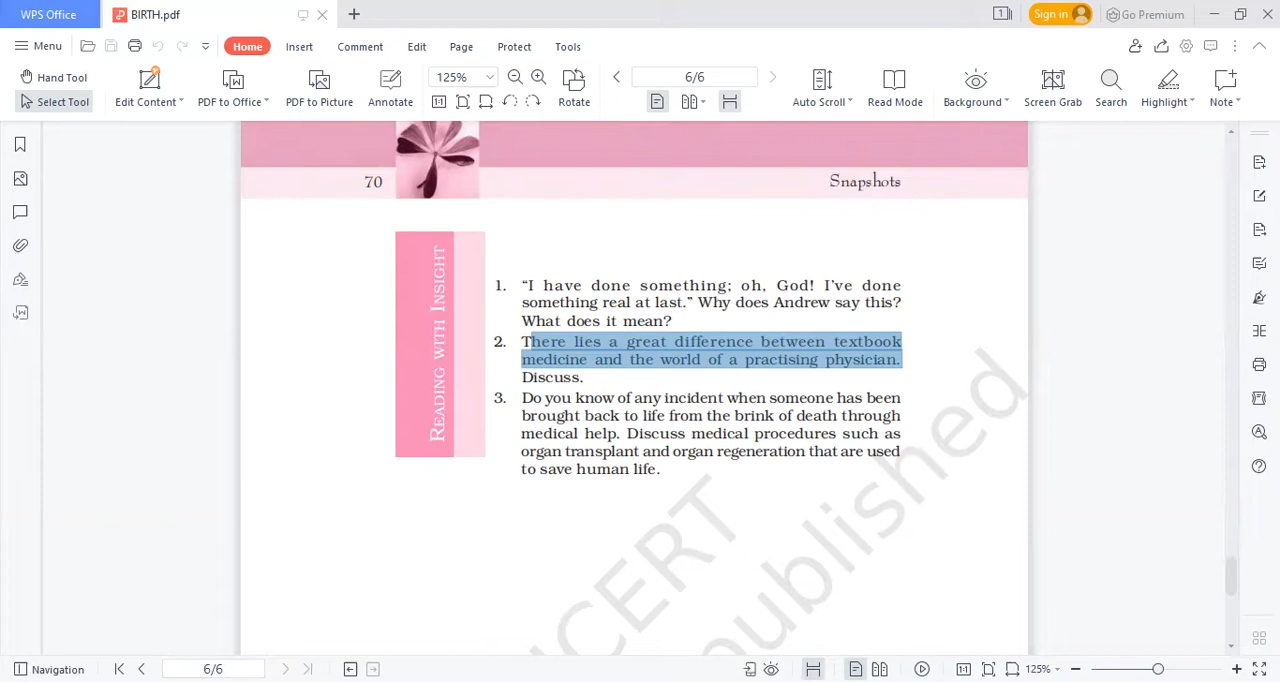 WPS Office
BIRTH.pdf
1
Sign in
Go Premium
Menu
Home
Insert
Comment
Edit
Page
Protect
Tools
Hand Tool
Select Tool
Edit Content
PDF to Office
PDF to Picture
Annotate
125%
Rotate
6/6
Auto Scroll
Read Mode
Background
Screen Grab
Search
Highlight
Note
70
Snapshots
READING WITH INSIGHT
1. “I have done something; oh, God! I’ve done
something real at last.” Why does Andrew say this?
What does it mean?
2. There lies a great difference between textbook
medicine and the world of a practising physician.
Discuss.
3. Do you know of any incident when someone has been
brought back to life from the brink of death through
medical help. Discuss medical procedures such as
organ transplant and organ regeneration that are used
to save human life.
NCERT
published
Navigation
6/6
125%